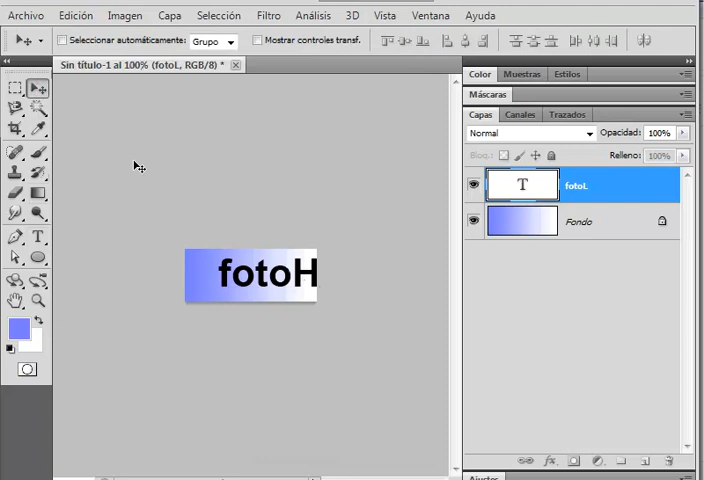 Archivo Edición Imagen Capa Selección Filtro Análisis 3D Vista Ventana Ayuda
Seleccionar automáticamente: Grupo Mostrar controles transf.
Sin título-1 al 100% (fotoL, RGB/8) *
Color Muestras Estilos
Máscaras
Capas Canales Trazados
Normal Opacidad: 100%
Bloq.: Relleno: 100%
T fotoL
Fondo
fotoH
T
fx
Ajustes